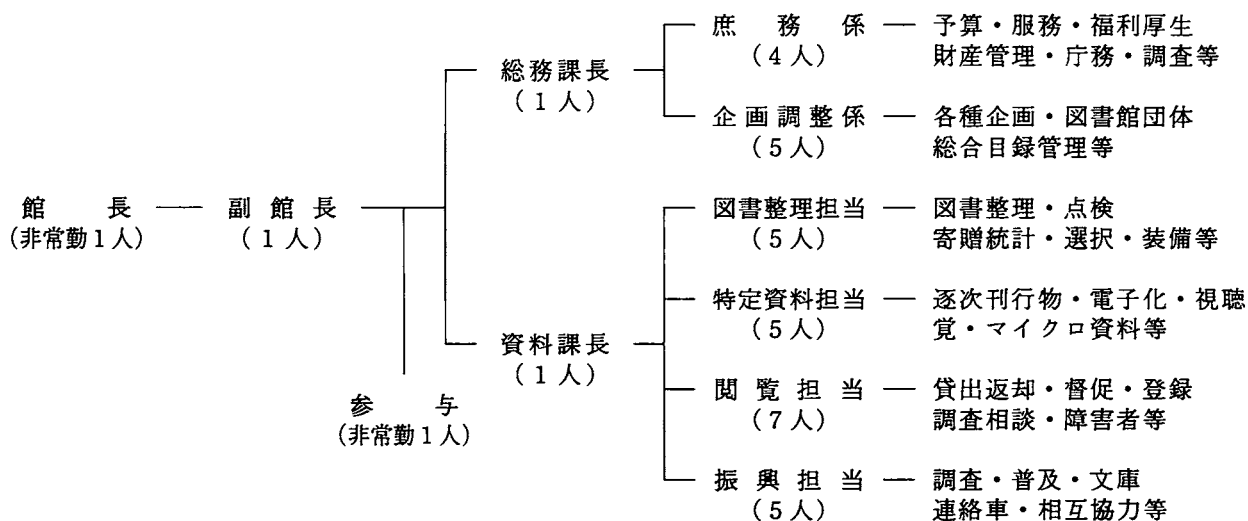 館長
(非常勤1人)
副館長
(1人)
参与
(非常勤1人)
総務課長
(1人)
庶務係
(4人)
予算・服務・福利厚生
財産管理・庁務・調査等
企画調整係
(5人)
各種企画・図書館団体
総合目録管理等
資料課長
(1人)
図書整理担当
(5人)
図書整理・点検
寄贈統計・選択・装備等
特定資料担当
(5人)
逐次刊行物・電子化・視聴
覚・マイクロ資料等
閲覧担当
(7人)
貸出返却・督促・登録
調査相談・障害者等
振興担当
(5人)
調査・普及・文庫
連絡車・相互協力等